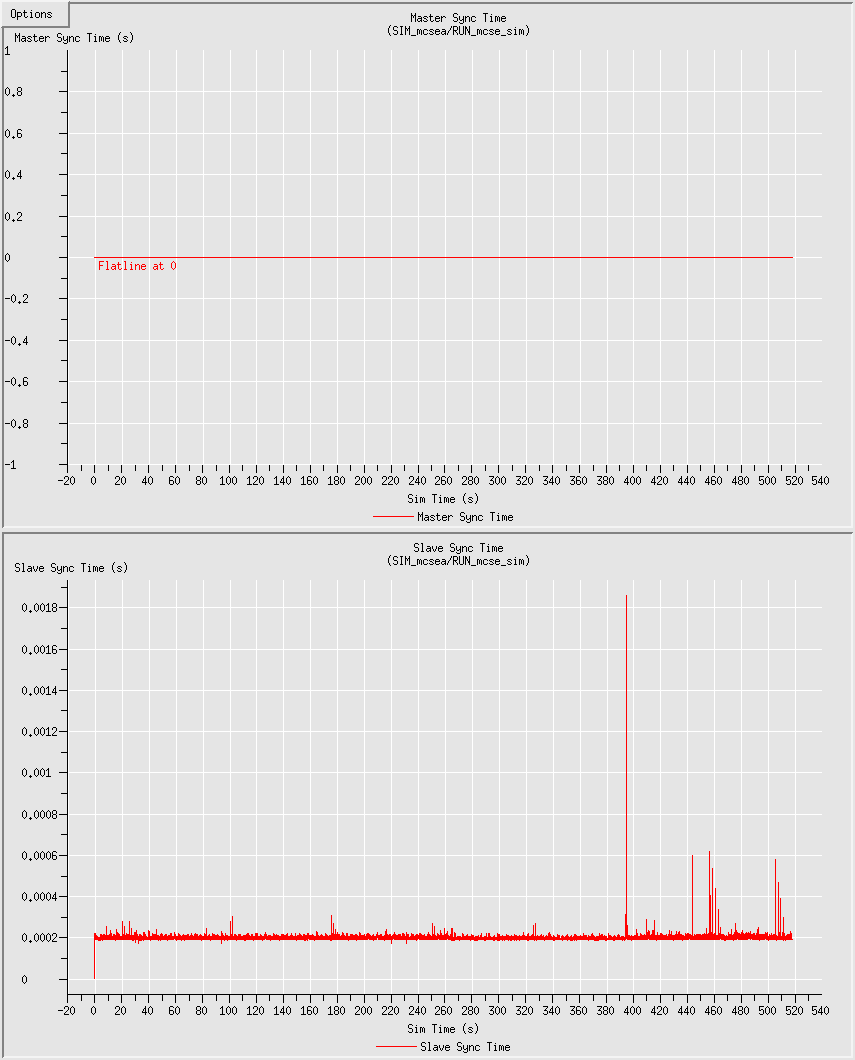 Options
Master Sync Time
(SIM_mcsea/RUN_mcse_sim)
Master Sync Time (s)
1
0.8
0.6
0.4
0.2
0
Flatline at 0
-0.2
-0.4
-0.6
-0.8
-1
-20 0 20 40 60 80 100 120 140 160 180 200 220 240 260 280 300 320 340 360 380 400 420 440 460 480 500 520 540
Sim Time (s)
Master Sync Time
Slave Sync Time
(SIM_mcsea/RUN_mcse_sim)
Slave Sync Time (s)
0.0018
0.0016
0.0014
0.0012
0.001
0.0008
0.0006
0.0004
0.0002
0
-20 0 20 40 60 80 100 120 140 160 180 200 220 240 260 280 300 320 340 360 380 400 420 440 460 480 500 520 540
Sim Time (s)
Slave Sync Time